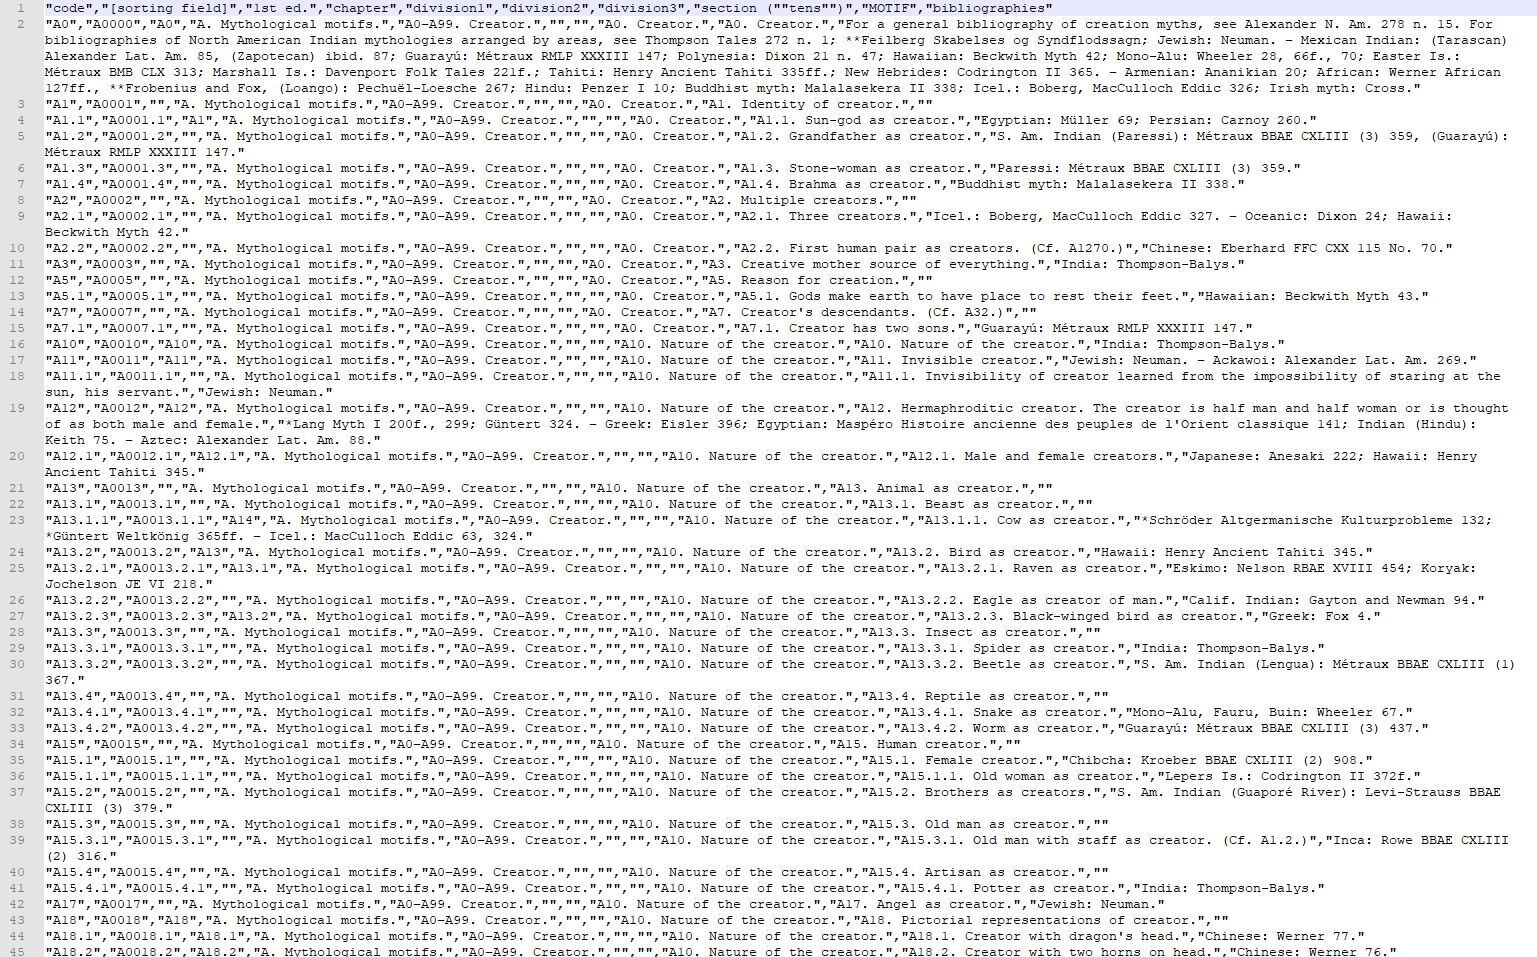 1 "code","[sorting field]","1st ed.","chapter","division1","division2","division3","section (""tens"")","MOTIF","bibliographies"
2 "A0","A0000","A0","A. Mythological motifs.","A0–A99. Creator.","","","A0. Creator.","A0. Creator.","For a general bibliography of creation myths, see Alexander N. Am. 278 n. 15. For
bibliographies of North American Indian mythologies arranged by areas, see Thompson Tales 272 n. 1; **Feilberg Skabelses og Syndflodssagn; Jewish: Neuman. – Mexican Indian: (Tarascan)
Alexander Lat. Am. 85, (Zapotecan) ibid. 87; Guarayú: Métraux RMLP XXXIII 147; Polynesia: Dixon 21 n. 47; Hawaiian: Beckwith Myth 42; Mono-Alu: Wheeler 28, 66f., 70; Easter Is.:
Métraux BMB CLX 313; Marshall Is.: Davenport Folk Tales 221f.; Tahiti: Henry Ancient Tahiti 335ff.; New Hebrides: Codrington II 365. – Armenian: Ananikian 20; African: Werner African
127ff., **Frobenius and Fox, (Loango): Pechuël-Loesche 267; Hindu: Penzer I 10; Buddhist myth: Malalasekera II 338; Icel.: Boberg, MacCulloch Eddic 326; Irish myth: Cross."
3 "A1","A0001","","A. Mythological motifs.","A0–A99. Creator.","","","A0. Creator.","A1. Identity of creator.",""
4 "A1.1","A0001.1","A1","A. Mythological motifs.","A0–A99. Creator.","","","A0. Creator.","A1.1. Sun-god as creator.","Egyptian: Müller 69; Persian: Carnoy 260."
5 "A1.2","A0001.2","","A. Mythological motifs.","A0–A99. Creator.","","","A0. Creator.","A1.2. Grandfather as creator.","S. Am. Indian (Paressi): Métraux BBAE CXLIII (3) 359, (Guarayú):
Métraux RMLP XXXIII 147."
6 "A1.3","A0001.3","","A. Mythological motifs.","A0–A99. Creator.","","","A0. Creator.","A1.3. Stone-woman as creator.","Paressi: Métraux BBAE CXLIII (3) 359."
7 "A1.4","A0001.4","","A. Mythological motifs.","A0–A99. Creator.","","","A0. Creator.","A1.4. Brahma as creator.","Buddhist myth: Malalasekera II 338."
8 "A2","A0002","","A. Mythological motifs.","A0–A99. Creator.","","","A0. Creator.","A2. Multiple creators.",""
9 "A2.1","A0002.1","","A. Mythological motifs.","A0–A99. Creator.","","","A0. Creator.","A2.1. Three creators.","Icel.: Boberg, MacCulloch Eddic 327. – Oceanic: Dixon 24; Hawaii:
Beckwith Myth 42."
10 "A2.2","A0002.2","","A. Mythological motifs.","A0–A99. Creator.","","","A0. Creator.","A2.2. First human pair as creators. (Cf. A1270.)","Chinese: Eberhard FFC CXX 115 No. 70."
11 "A3","A0003","","A. Mythological motifs.","A0–A99. Creator.","","","A0. Creator.","A3. Creative mother source of everything.","India: Thompson-Balys."
12 "A5","A0005","","A. Mythological motifs.","A0–A99. Creator.","","","A0. Creator.","A5. Reason for creation.",""
13 "A5.1","A0005.1","","A. Mythological motifs.","A0–A99. Creator.","","","A0. Creator.","A5.1. Gods make earth to have place to rest their feet.","Hawaiian: Beckwith Myth 43."
14 "A7","A0007","","A. Mythological motifs.","A0–A99. Creator.","","","A0. Creator.","A7. Creator's descendants. (Cf. A32.)",""
15 "A7.1","A0007.1","","A. Mythological motifs.","A0–A99. Creator.","","","A0. Creator.","A7.1. Creator has two sons.","Guarayú: Métraux RMLP XXXIII 147."
16 "A10","A0010","A10","A. Mythological motifs.","A0–A99. Creator.","","","A10. Nature of the creator.","A10. Nature of the creator.","India: Thompson-Balys."
17 "A11","A0011","A11","A. Mythological motifs.","A0–A99. Creator.","","","A10. Nature of the creator.","A11. Invisible creator.","Jewish: Neuman. – Ackawoi: Alexander Lat. Am. 269."
18 "A11.1","A0011.1","","A. Mythological motifs.","A0–A99. Creator.","","","A10. Nature of the creator.","A11.1. Invisibility of creator learned from the impossibility of staring at the
sun, his servant.","Jewish: Neuman."
19 "A12","A0012","A12","A. Mythological motifs.","A0–A99. Creator.","","","A10. Nature of the creator.","A12. Hermaphroditic creator. The creator is half man and half woman or is thought
of as both male and female.","*Lang Myth I 200f., 299; Güntert 324. – Greek: Eisler 396; Egyptian: Maspéro Histoire ancienne des peuples de l'Orient classique 141; Indian (Hindu):
Keith 75. – Aztec: Alexander Lat. Am. 88."
20 "A12.1","A0012.1","A12.1","A. Mythological motifs.","A0–A99. Creator.","","","A10. Nature of the creator.","A12.1. Male and female creators.","Japanese: Anesaki 222; Hawaii: Henry
Ancient Tahiti 345."
21 "A13","A0013","","A. Mythological motifs.","A0–A99. Creator.","","","A10. Nature of the creator.","A13. Animal as creator.",""
22 "A13.1","A0013.1","","A. Mythological motifs.","A0–A99. Creator.","","","A10. Nature of the creator.","A13.1. Beast as creator.",""
23 "A13.1.1","A0013.1.1","A14","A. Mythological motifs.","A0–A99. Creator.","","","A10. Nature of the creator.","A13.1.1. Cow as creator.","*Schröder Altgermanische Kulturprobleme 132;
*Güntert Weltkönig 365ff. – Icel.: MacCulloch Eddic 63, 324."
24 "A13.2","A0013.2","A13","A. Mythological motifs.","A0–A99. Creator.","","","A10. Nature of the creator.","A13.2. Bird as creator.","Hawaii: Henry Ancient Tahiti 345."
25 "A13.2.1","A0013.2.1","A13.1","A. Mythological motifs.","A0–A99. Creator.","","","A10. Nature of the creator.","A13.2.1. Raven as creator.","Eskimo: Nelson RBAE XVIII 454; Koryak:
Jochelson JE VI 218."
26 "A13.2.2","A0013.2.2","","A. Mythological motifs.","A0–A99. Creator.","","","A10. Nature of the creator.","A13.2.2. Eagle as creator of man.","Calif. Indian: Gayton and Newman 94."
27 "A13.2.3","A0013.2.3","A13.2","A. Mythological motifs.","A0–A99. Creator.","","","A10. Nature of the creator.","A13.2.3. Black-winged bird as creator.","Greek: Fox 4."
28 "A13.3","A0013.3","","A. Mythological motifs.","A0–A99. Creator.","","","A10. Nature of the creator.","A13.3. Insect as creator.",""
29 "A13.3.1","A0013.3.1","","A. Mythological motifs.","A0–A99. Creator.","","","A10. Nature of the creator.","A13.3.1. Spider as creator.","India: Thompson-Balys."
30 "A13.3.2","A0013.3.2","","A. Mythological motifs.","A0–A99. Creator.","","","A10. Nature of the creator.","A13.3.2. Beetle as creator.","S. Am. Indian (Lengua): Métraux BBAE CXLIII (1)
367."
31 "A13.4","A0013.4","","A. Mythological motifs.","A0–A99. Creator.","","","A10. Nature of the creator.","A13.4. Reptile as creator.",""
32 "A13.4.1","A0013.4.1","","A. Mythological motifs.","A0–A99. Creator.","","","A10. Nature of the creator.","A13.4.1. Snake as creator.","Mono-Alu, Fauru, Buin: Wheeler 67."
33 "A13.4.2","A0013.4.2","","A. Mythological motifs.","A0–A99. Creator.","","","A10. Nature of the creator.","A13.4.2. Worm as creator.","Guarayú: Métraux BBAE CXLIII (3) 437."
34 "A15","A0015","","A. Mythological motifs.","A0–A99. Creator.","","","A10. Nature of the creator.","A15. Human creator.",""
35 "A15.1","A0015.1","","A. Mythological motifs.","A0–A99. Creator.","","","A10. Nature of the creator.","A15.1. Female creator.","Chibcha: Kroeber BBAE CXLIII (2) 908."
36 "A15.1.1","A0015.1.1","","A. Mythological motifs.","A0–A99. Creator.","","","A10. Nature of the creator.","A15.1.1. Old woman as creator.","Lepers Is.: Codrington II 372f."
37 "A15.2","A0015.2","","A. Mythological motifs.","A0–A99. Creator.","","","A10. Nature of the creator.","A15.2. Brothers as creators.","S. Am. Indian (Guaporé River): Levi-Strauss BBAE
CXLIII (3) 379."
38 "A15.3","A0015.3","","A. Mythological motifs.","A0–A99. Creator.","","","A10. Nature of the creator.","A15.3. Old man as creator.",""
39 "A15.3.1","A0015.3.1","","A. Mythological motifs.","A0–A99. Creator.","","","A10. Nature of the creator.","A15.3.1. Old man with staff as creator. (Cf. A1.2.)","Inca: Rowe BBAE CXLIII
(2) 316."
40 "A15.4","A0015.4","","A. Mythological motifs.","A0–A99. Creator.","","","A10. Nature of the creator.","A15.4. Artisan as creator.",""
41 "A15.4.1","A0015.4.1","","A. Mythological motifs.","A0–A99. Creator.","","","A10. Nature of the creator.","A15.4.1. Potter as creator.","India: Thompson-Balys."
42 "A17","A0017","","A. Mythological motifs.","A0–A99. Creator.","","","A10. Nature of the creator.","A17. Angel as creator.","Jewish: Neuman."
43 "A18","A0018","A18","A. Mythological motifs.","A0–A99. Creator.","","","A10. Nature of the creator.","A18. Pictorial representations of creator.",""
44 "A18.1","A0018.1","A18.1","A. Mythological motifs.","A0–A99. Creator.","","","A10. Nature of the creator.","A18.1. Creator with dragon's head.","Chinese: Werner 77."
45 "A18.2","A0018.2","A18.2","A. Mythological motifs.","A0–A99. Creator.","","","A10. Nature of the creator.","A18.2. Creator with two horns on head.","Chinese: Werner 76."